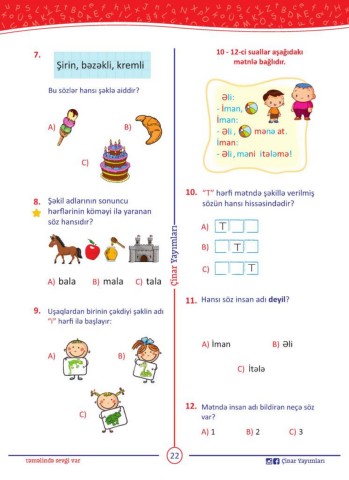 7.
Şirin, bəzəkli, kremli
Bu sözlər hansı şəklə aiddir?
A)
B)
C)
8. Şəkil adlarının sonuncu
hərflərinin köməyi ilə yaranan
söz hansıdır?
A) bala B) mala C) tala
9. Uşaqlardan birinin çəkdiyi şəklin adı
"i" hərfi ilə başlayır:
A)
B)
C)
Çinar Yayımları
10 - 12-ci suallar aşağıdakı
mətnlə bağlıdır.
Əli:
- İman,
İman:
- Əli, mənə at.
İman:
- Əli, məni itələmə!
10. "T" hərfi mətndə şəkillə verilmiş
sözün hansı hissəsindədir?
A) T
B) T
C) T
11. Hansı söz insan adı deyil?
A) İman B) Əli
C) İtələ
12. Mətndə insan adı bildirən neçə söz
var?
A) 1 B) 2 C) 3
təməlində sevgi var
22
Çinar Yayımları